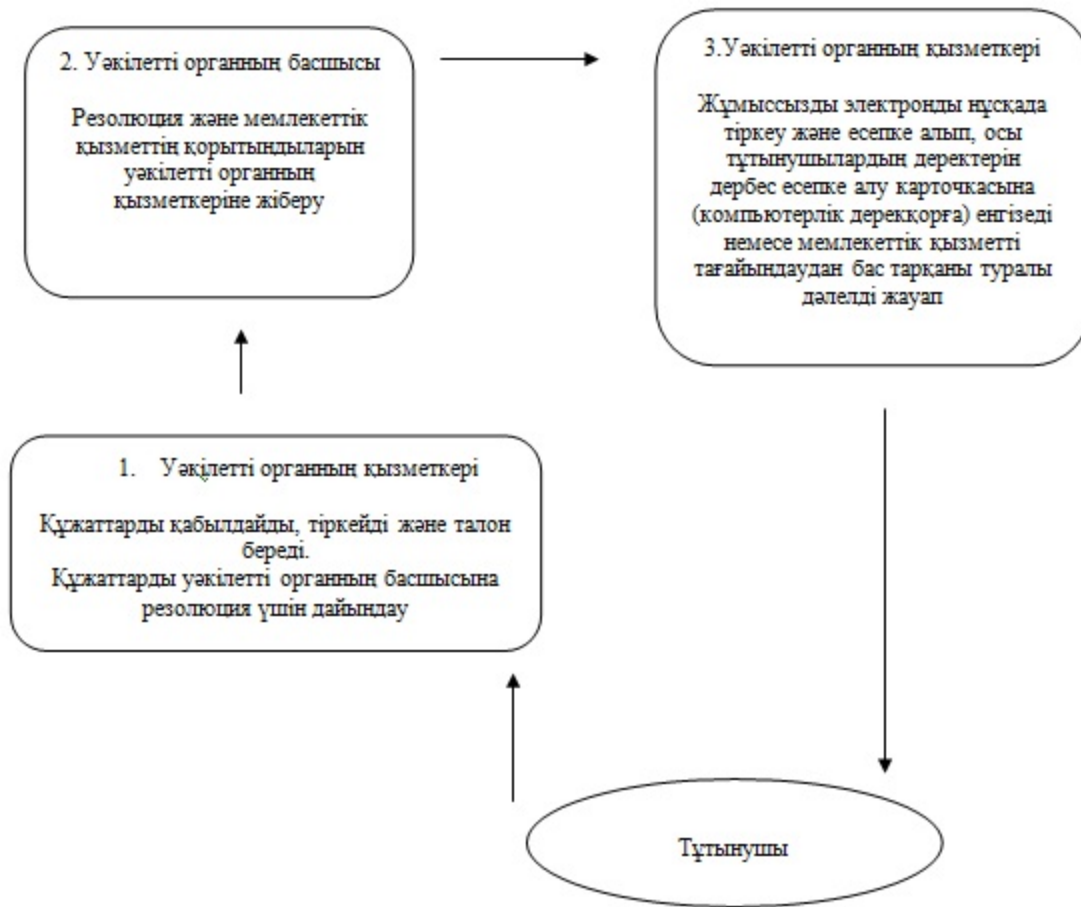 2. Уәкілетті органның басшысы
Резолюция және мемлекеттік
қызметтің қорытындыларын
уәкілетті органның
қызметкеріне жіберу
3.Уәкілетті органның қызметкері
Жұмыссызды электронды нұсқада
тіркеу және есепке алып, осы
тұтынушылардың деректерін
дербес есепке алу карточкасына
(компьютерлік дерекқорға) енгізеді
немесе мемлекеттік қызметті
тағайындаудан бас тарқаны туралы
дәлелді жауап
1. Уәкілетті органның қызметкері
Құжаттарды қабылдайды, тіркейді және талон
береді.
Құжаттарды уәкілетті органның басшысына
резолюция үшін дайындау
Тұтынушы